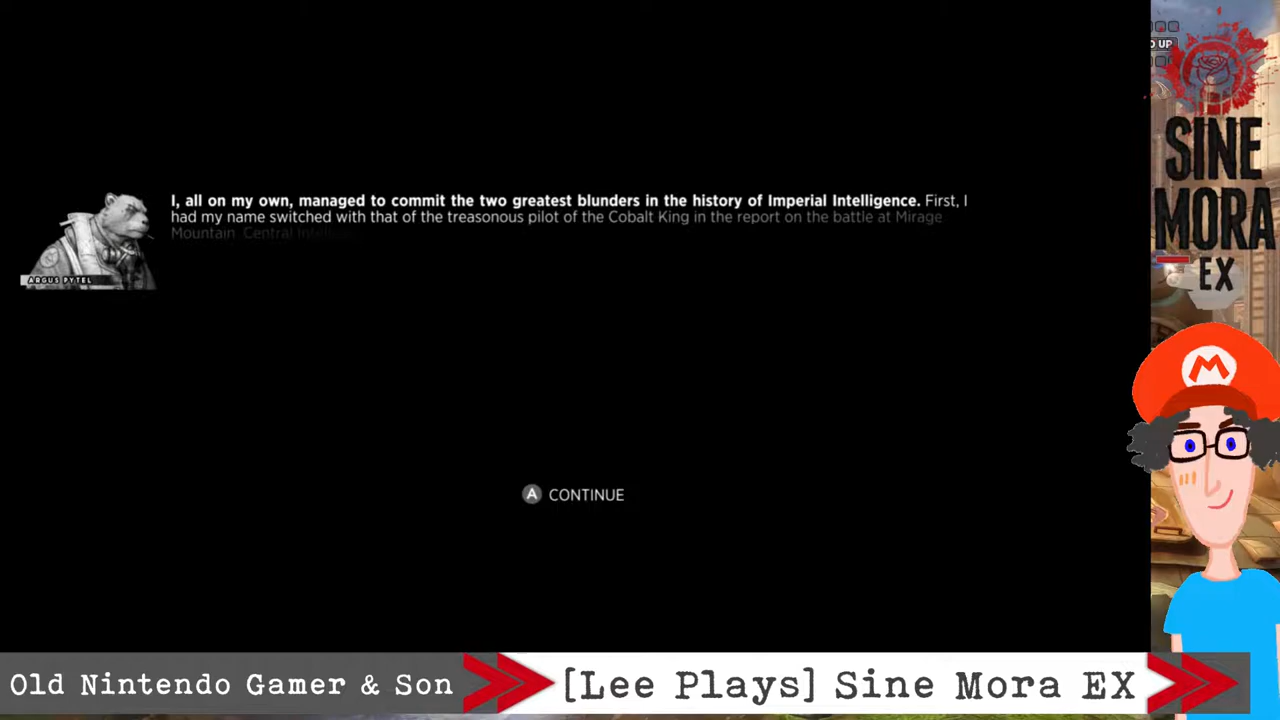 D UP
SINE
MORA
EX
I, all on my own, managed to commit the two greatest blunders in the history of Imperial Intelligence. First, I
had my name switched with that of the treasonous pilot of the Cobalt King in the report on the battle at Mirage
Mountain. Central
ARGUS PYTEL
M
A CONTINUE
Old Nintendo Gamer & Son
[Lee Plays] Sine Mora EX